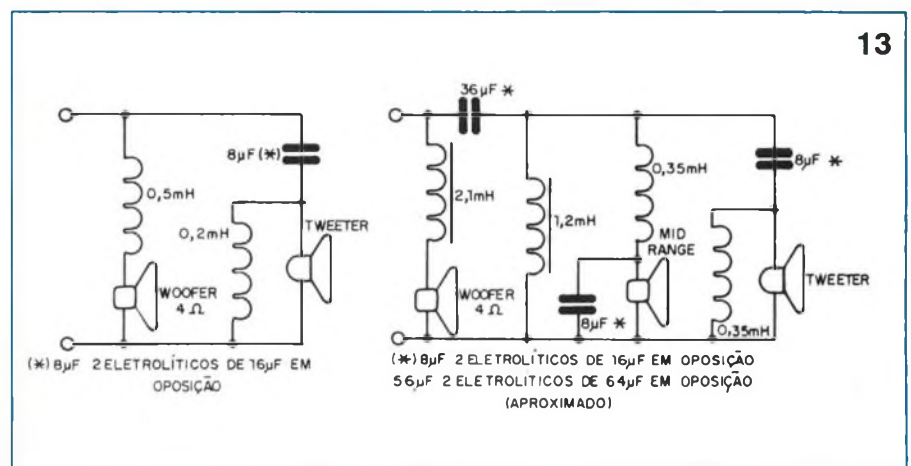 13
8µF (*)
0,5mH
0,2mH
TWEETER
WOOFER
4 Ω
(*) 8µF 2 ELETROLÍTICOS DE 16µF EM
OPOSIÇÃO
36µF *
2,1mH
1,2mH
0,35mH
8µF *
MID
RANGE
WOOFER
4 Ω
8µF *
TWEETER
0,35mH
(*) 8µF 2 ELETROLÍTICOS DE 16µF EM OPOSIÇÃO
56µF 2 ELETROLITICOS DE 64µF EM OPOSIÇÃO
(APROXIMADO)